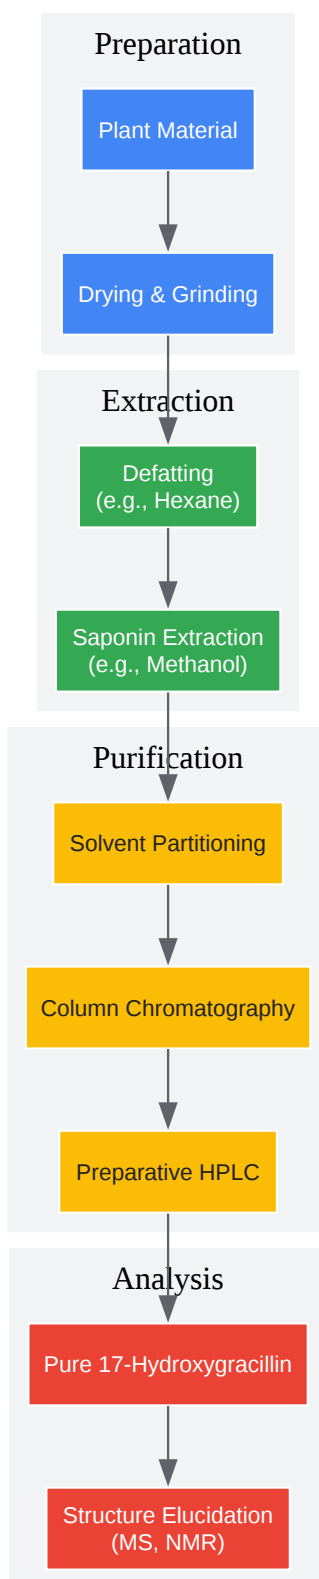 Preparation
Plant Material
Drying & Grinding
Extraction
Defatting
(e.g., Hexane)
Saponin Extraction
(e.g., Methanol)
Purification
Solvent Partitioning
Column Chromatography
Preparative HPLC
Analysis
Pure 17-Hydroxygracillin
Structure Elucidation
(MS, NMR)